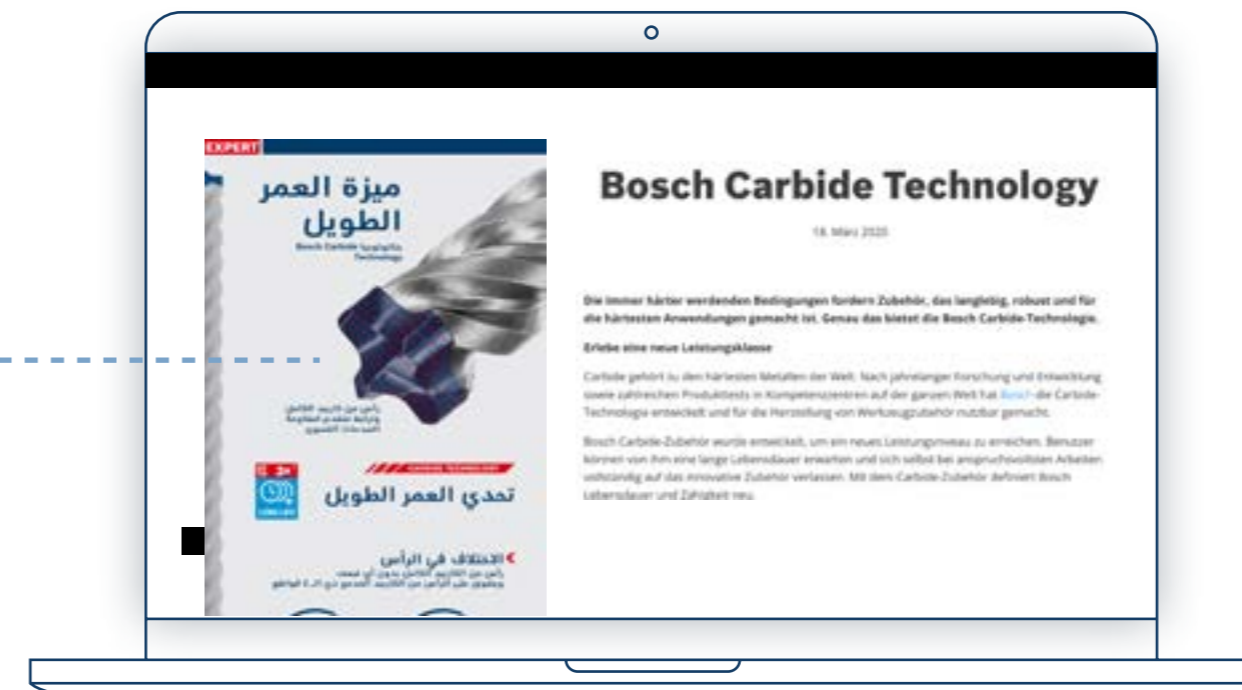 EXPERT
ميزة العمر
الطويل
تكنولوجيا Bosch Carbide
Technology
رأس من كاربيد الكامل
CARBIDE TECHNOLOGY
تحدي العمر الطويل
الاختلاف في الرأس
Bosch Carbide Technology
18. März 2020
Die immer härter werdenden Bedingungen fordern Zubehör, das langlebig, robust und für
die härtesten Anwendungen gemacht ist. Genau das bietet die Bosch Carbide-Technologie.
Erlebe eine neue Leistungsklasse
Carbide gehört zu den härtesten Metallen der Welt. Nach jahrelanger Forschung und Entwicklung
sowie zahlreichen Produkttests in Kompetenzzentren auf der ganzen Welt hat Bosch die Carbide-
Technologie entwickelt und für die Herstellung von Werkzeugzubehör nutzbar gemacht.
Bosch Carbide-Zubehör wurde entwickelt, um ein neues Leistungsniveau zu erreichen. Benutzer
können von ihm eine lange Lebensdauer erwarten und sich selbst bei anspruchsvollsten Arbeiten
vollständig auf das innovative Zubehör verlassen. Mit dem Carbide-Zubehör definiert Bosch
Lebensdauer und Zähigkeit neu.